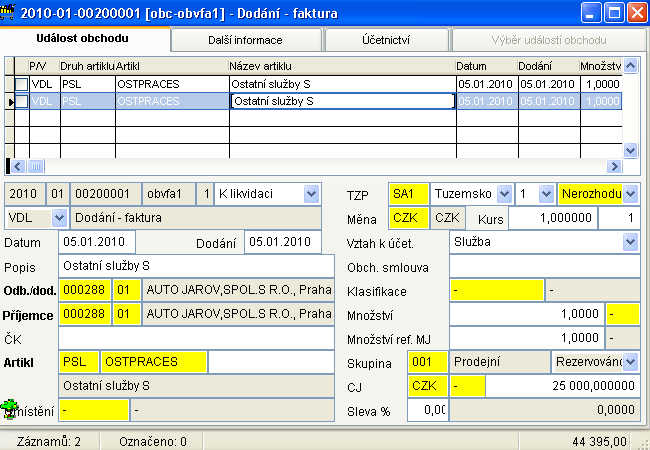 2010-01-00200001 [obc-obvfa1] - Dodání - faktura
Událost obchodu Další informace Účetnictví Výběr událostí obchodu
P/V Druh artiklu Artikl Název artiklu Datum Dodání Množstv
VDL PSL OSTPRACES Ostatní služby S 05.01.2010 05.01.2010 1,0000
VDL PSL OSTPRACES Ostatní služby S 05.01.2010 05.01.2010 1,0000
2010 01 00200001 obvfa1 1 K likvidaci TZP SA1 Tuzemsko 1 Nerozhodu
VDL Dodání - faktura Měna CZK CZK Kurs 1,000000 1
Datum 05.01.2010 Dodání 05.01.2010 Vztah k účet. Služba
Popis Ostatní služby S Obch. smlouva
Odb./dod. 000288 01 AUTO JAROV,SPOL.S R.O., Praha Klasifikace - -
Příjemce 000288 01 AUTO JAROV,SPOL.S R.O., Praha Množství 1,0000 -
ČK Množství ref. MJ 1,0000 -
Artikl PSL OSTPRACES Skupina 001 Prodejní Rezervováno
Ostatní služby S CJ CZK - 25 000,000000
místění - - Sleva % 0,00 0,0000
Záznamů: 2 Označeno: 0 44 395,00